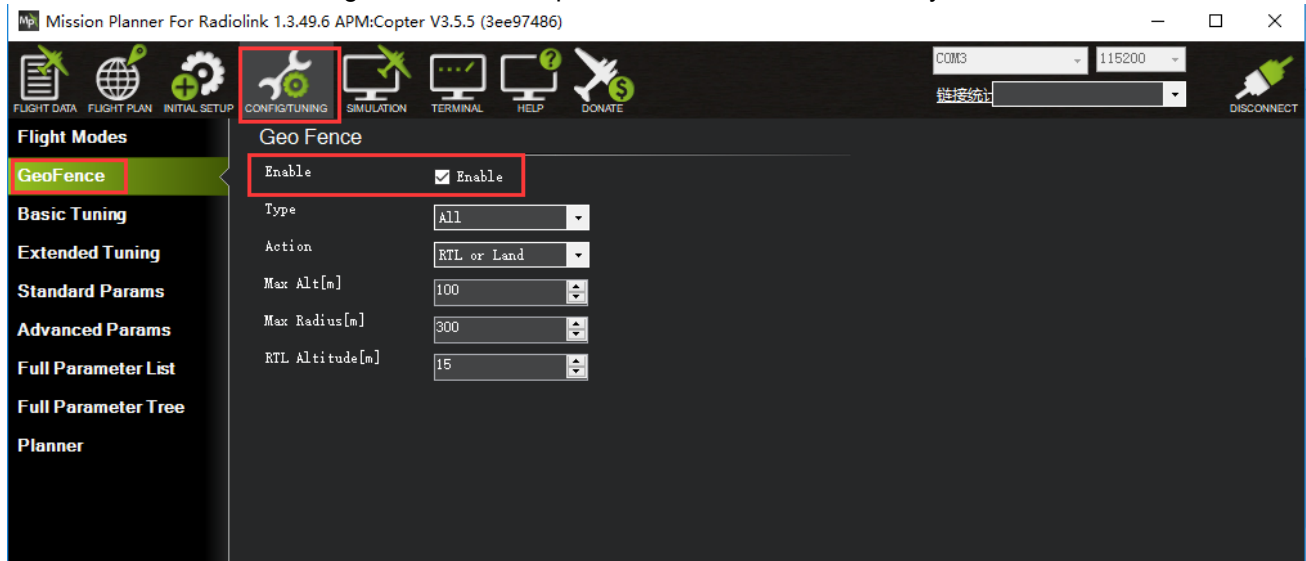 Mission Planner For Radiolink 1.3.49.6 APM:Copter V3.5.5 (3ee97486)
FLIGHT DATA FLIGHT PLAN INITIAL SETUP CONFIG/TUNING SIMULATION TERMINAL HELP DONATE
COM3 115200
链接统计
DISCONNECT
Flight Modes
GeoFence
Basic Tuning
Extended Tuning
Standard Params
Advanced Params
Full Parameter List
Full Parameter Tree
Planner
Geo Fence
Enable Enable
Type All
Action RTL or Land
Max Alt[m] 100
Max Radius[m] 300
RTL Altitude[m] 15